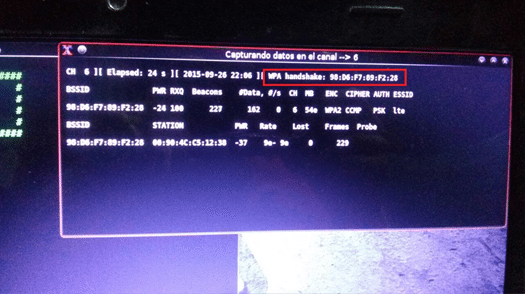 Capturando datos en el canal --> 6
CH 6 ][ Elapsed: 24 s ][ 2015-09-26 22:06 ][ WPA handshake: 98:D6:F7:89:F2:28
BSSID PWR RXQ Beacons #Data, #/s CH MB ENC CIPHER AUTH ESSID
98:D6:F7:89:F2:28 -24 100 227 162 0 6 54e WPA2 CCMP PSK lte
BSSID STATION PWR Rate Lost Frames Probe
98:D6:F7:89:F2:28 00:90:4C:C5:12:38 -37 9e- 9e 0 229
#####
#
#
#
#
#####